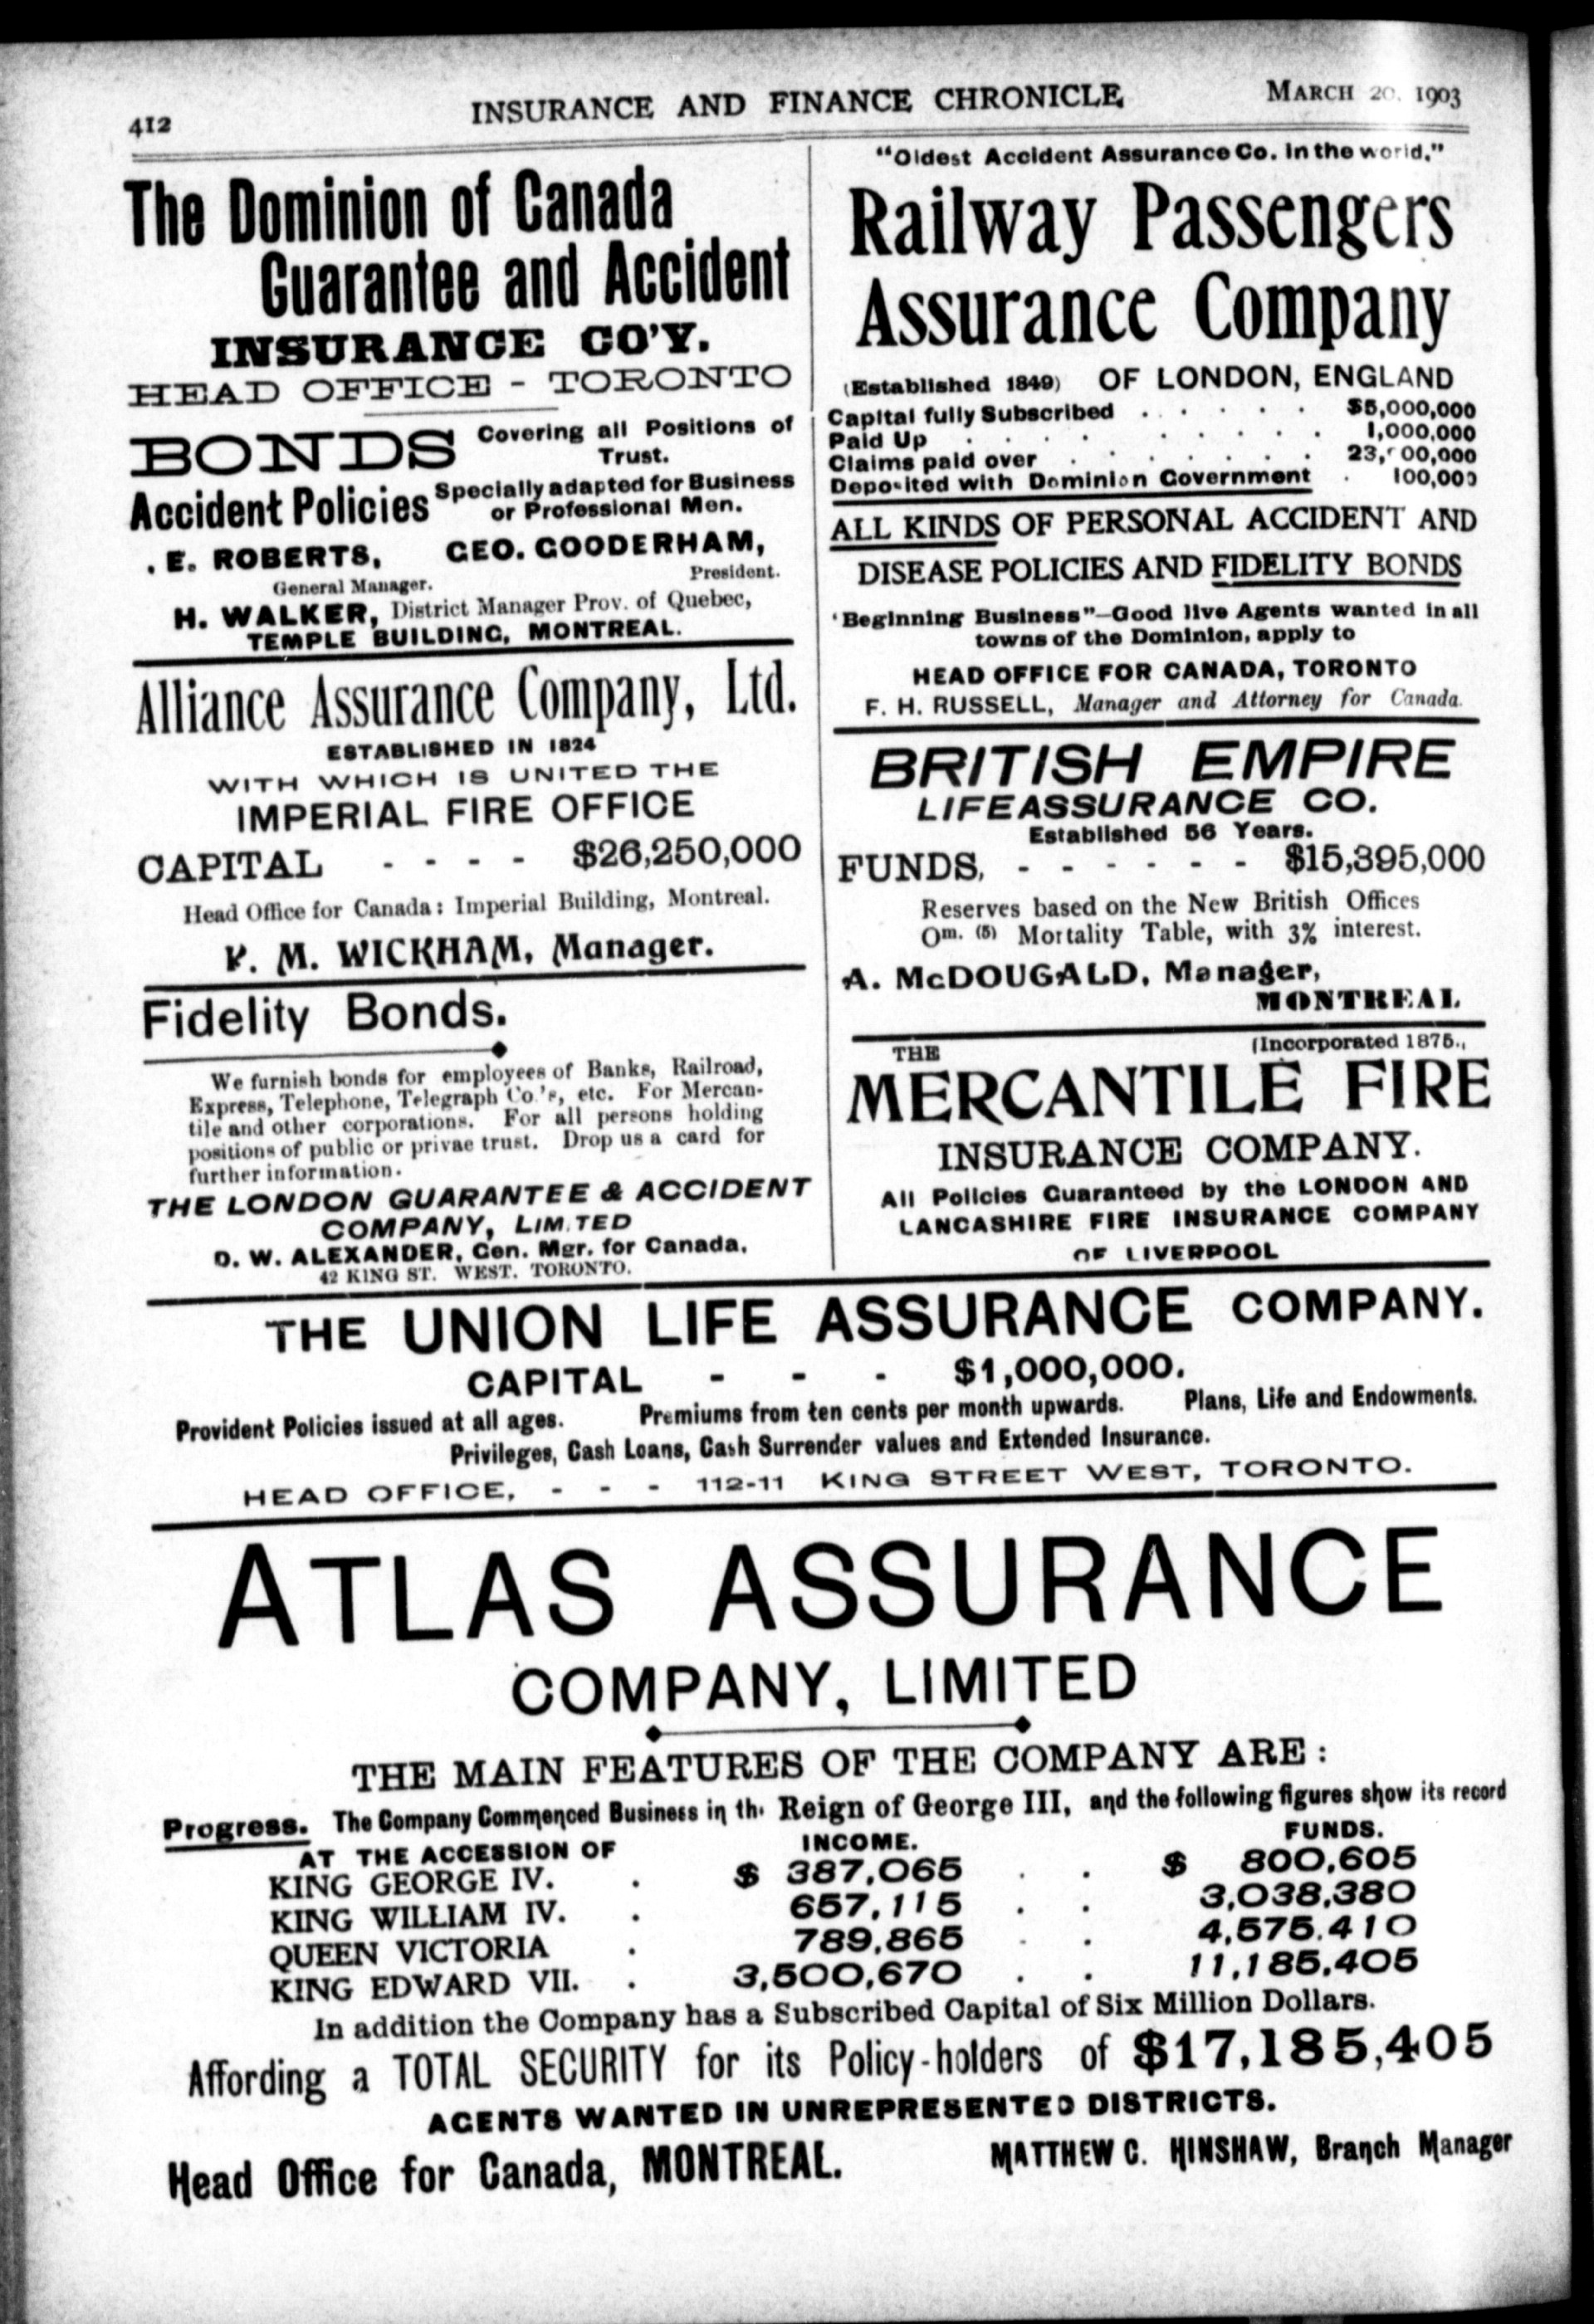 412
INSURANCE AND FINANCE CHRONICLE
MARCH 20, 1903
The Dominion of Canada
Guarantee and Accident
INSURANCE CO'Y.
HEAD OFFICE - TORONTO
BONDS Covering all Positions of
Trust.
Accident Policies Specially adapted for Business
or Professional Men.
. E. ROBERTS, GEO. GOODERHAM,
General Manager. President.
H. WALKER, District Manager Prov. of Quebec,
TEMPLE BUILDING, MONTREAL.
Alliance Assurance Company, Ltd.
ESTABLISHED IN 1824
WITH WHICH IS UNITED THE
IMPERIAL FIRE OFFICE
CAPITAL - - - - $26,250,000
Head Office for Canada: Imperial Building, Montreal.
M. WICKHAM, Manager.
Fidelity Bonds.
We furnish bonds for employees of Banks, Railroad,
Express, Telephone, Telegraph Co.'s, etc. For Mercan-
tile and other corporations. For all persons holding
positions of public or privae trust. Drop us a card for
further information.
THE LONDON GUARANTEE & ACCIDENT
COMPANY, LIM.TED
D. W. ALEXANDER, Gen. Mgr. for Canada.
42 KING ST. WEST. TORONTO.
"Oldest Accident Assurance Co. in the world."
Railway Passengers
Assurance Company
(Established 1849) OF LONDON, ENGLAND
Capital fully Subscribed . . . . . . $5,000,000
Paid Up . . . . . . . . . . 1,000,000
Claims paid over . . . . . . . 23, 00,000
Deposited with Dominion Government . 100,000
ALL KINDS OF PERSONAL ACCIDENT AND
DISEASE POLICIES AND FIDELITY BONDS
'Beginning Business"—Good live Agents wanted in all
towns of the Dominion, apply to
HEAD OFFICE FOR CANADA, TORONTO
F. H. RUSSELL, Manager and Attorney for Canada.
BRITISH EMPIRE
LIFE ASSURANCE CO.
Established 56 Years.
FUNDS, - - - - - - $15,395,000
Reserves based on the New British Offices
Om. (5) Mortality Table, with 3% interest.
A. McDOUGALD, Manager,
MONTREAL
THE (Incorporated 1875.,
MERCANTILE FIRE
INSURANCE COMPANY.
All Policies Guaranteed by the LONDON AND
LANCASHIRE FIRE INSURANCE COMPANY
OF LIVERPOOL
THE UNION LIFE ASSURANCE COMPANY.
CAPITAL - - - $1,000,000.
Provident Policies issued at all ages. Premiums from ten cents per month upwards. Plans, Life and Endowments.
Privileges, Cash Loans, Cash Surrender values and Extended Insurance.
HEAD OFFICE, - - - 112-11 KING STREET WEST, TORONTO.
ATLAS ASSURANCE
COMPANY, LIMITED
THE MAIN FEATURES OF THE COMPANY ARE:
Progress. The Company Commenced Business in th. Reign of George III, and the following figures show its record
AT THE ACCESSION OF INCOME. FUNDS.
KING GEORGE IV. . $ 387,065 . . $ 800,605
KING WILLIAM IV. . 657,115 . . 3,038,380
QUEEN VICTORIA . 789,865 . . 4,575,410
KING EDWARD VII. . 3,500,670 . . 11,185,405
In addition the Company has a Subscribed Capital of Six Million Dollars.
Affording a TOTAL SECURITY for its Policy-holders of $17,185,405
AGENTS WANTED IN UNREPRESENTED DISTRICTS.
Head Office for Canada, MONTREAL. MATTHEW C. HINSHAW, Branch Manager